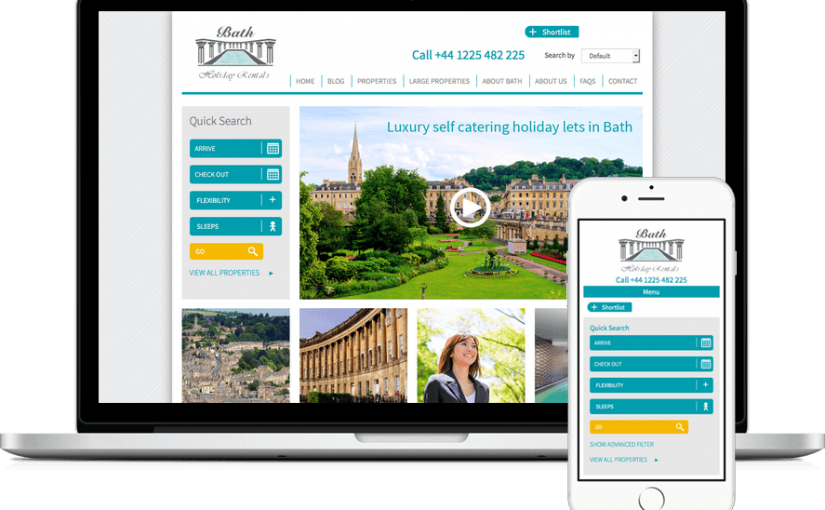 Bath
Holiday Rentals
+ Shortlist
Call +44 1225 482 225
Search by
Default
HOME
BLOG
PROPERTIES
LARGE PROPERTIES
ABOUT BATH
ABOUT US
FAQS
CONTACT
Quick Search
ARRIVE
CHECK OUT
FLEXIBILITY +
SLEEPS
GO
VIEW ALL PROPERTIES
Luxury self catering holiday lets in Bath
Bath
Holiday Rentals
Call +44 1225 482 225
Menu
+ Shortlist
Quick Search
ARRIVE
CHECK OUT
FLEXIBILITY +
SLEEPS
GO
SHOW ADVANCED FILTER
VIEW ALL PROPERTIES